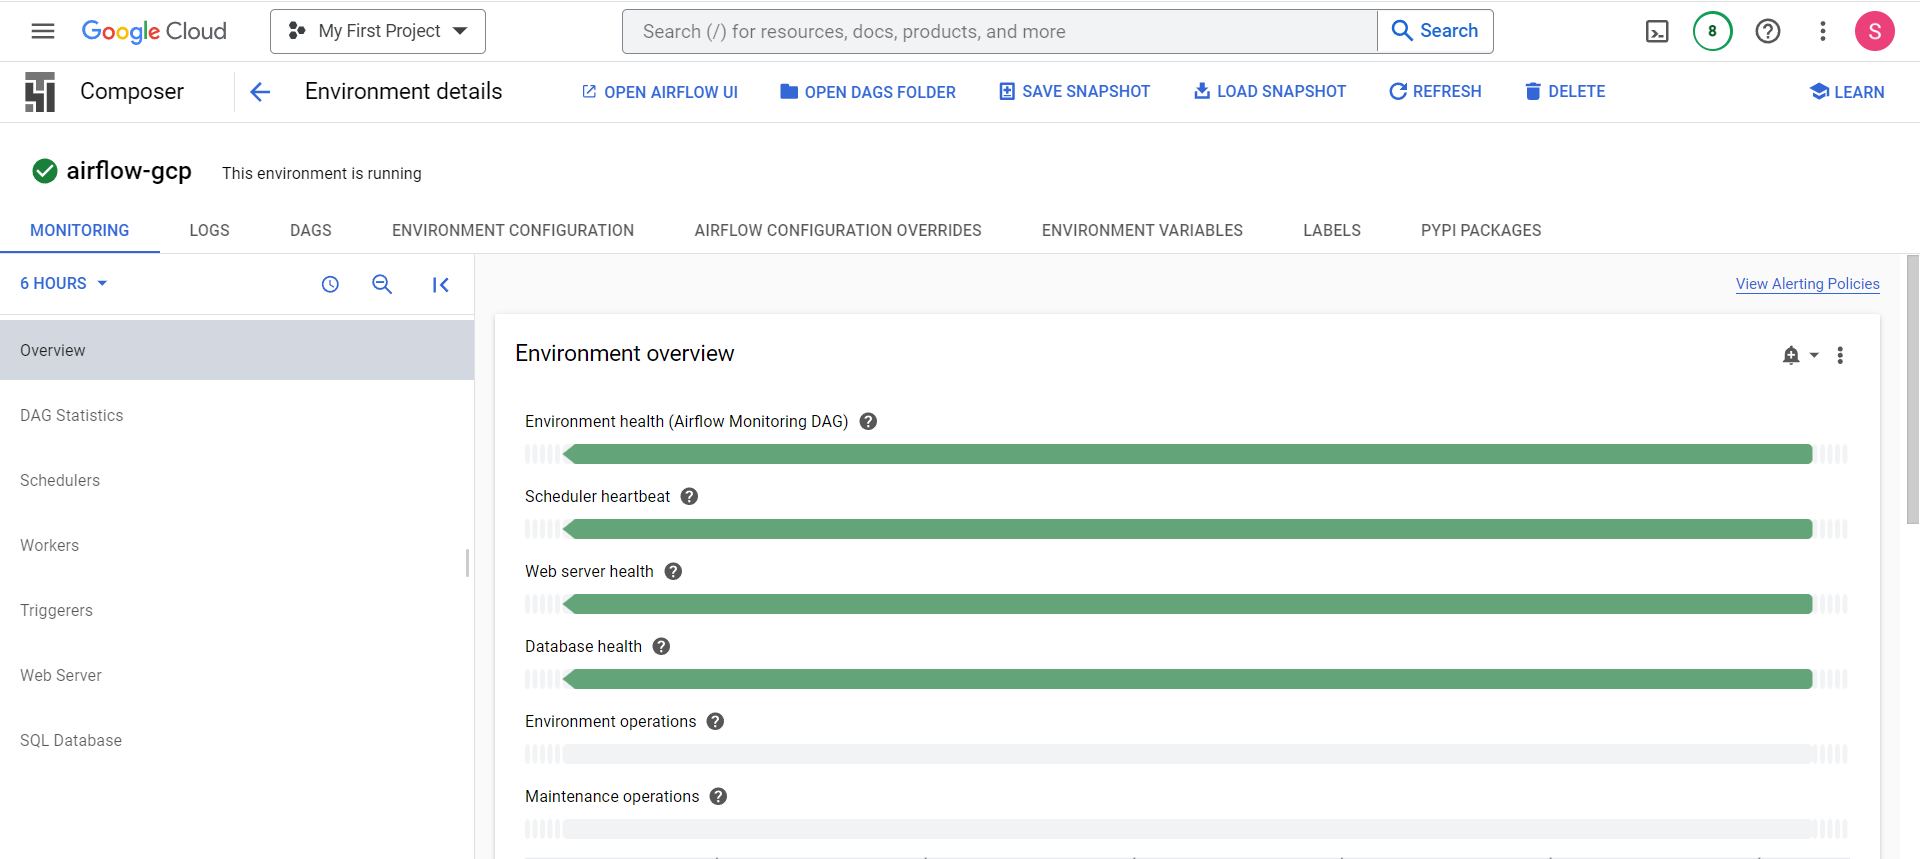 Google Cloud
My First Project
Search (/) for resources, docs, products, and more
Search
8
S
Composer
Environment details
OPEN AIRFLOW UI
OPEN DAGS FOLDER
SAVE SNAPSHOT
LOAD SNAPSHOT
REFRESH
DELETE
LEARN
airflow-gcp
This environment is running
MONITORING
LOGS
DAGS
ENVIRONMENT CONFIGURATION
AIRFLOW CONFIGURATION OVERRIDES
ENVIRONMENT VARIABLES
LABELS
PYPI PACKAGES
6 HOURS
Overview
DAG Statistics
Schedulers
Workers
Triggerers
Web Server
SQL Database
View Alerting Policies
Environment overview
Environment health (Airflow Monitoring DAG)
Scheduler heartbeat
Web server health
Database health
Environment operations
Maintenance operations